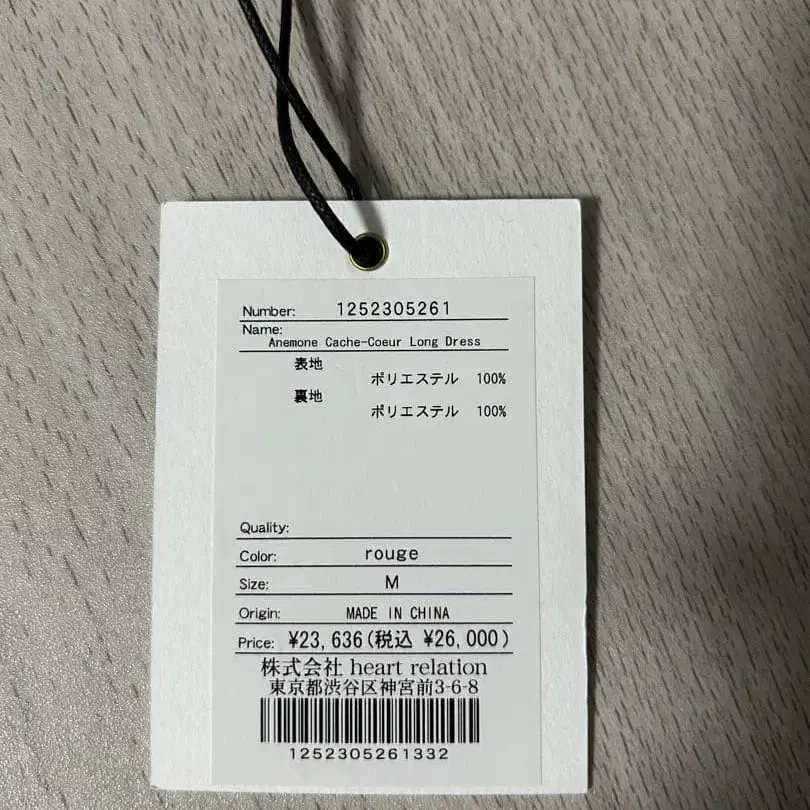 Number: 1252305261
Name:
Anemone Cache-Coeur Long Dress
表地
ポリエステル 100%
裏地
ポリエステル 100%
Quality:
Color: rouge
Size: M
Origin: MADE IN CHINA
Price: ¥23,636(税込 ¥26,000)
株式会社 heart relation
東京都渋谷区神宮前3-6-8
1252305261332